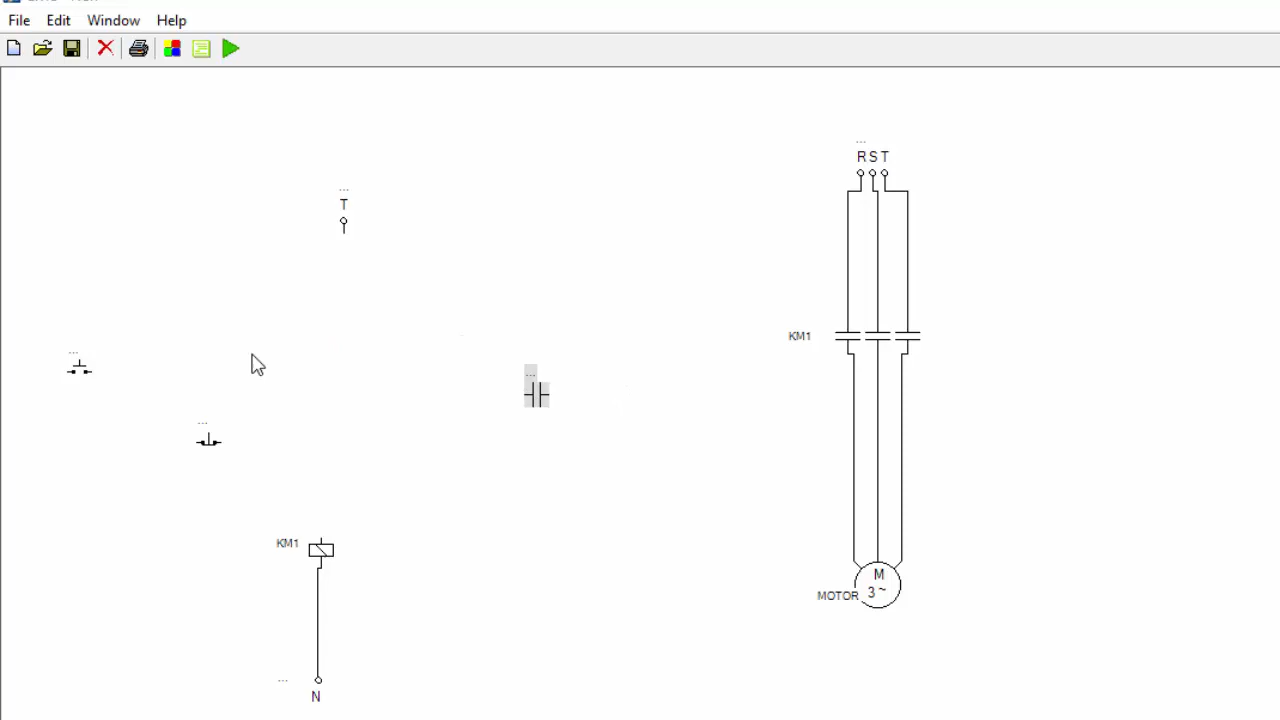 File Edit Window Help
...
R S T
...
T
KM1
...
...
...
KM1
M
3 ~
MOTOR
...
N